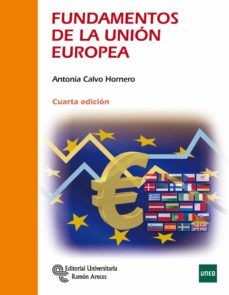 FUNDAMENTOS
DE LA UNIÓN
EUROPEA
Antonia Calvo Hornero
Cuarta edición
Editorial Universitaria
Ramón Areces
UNED